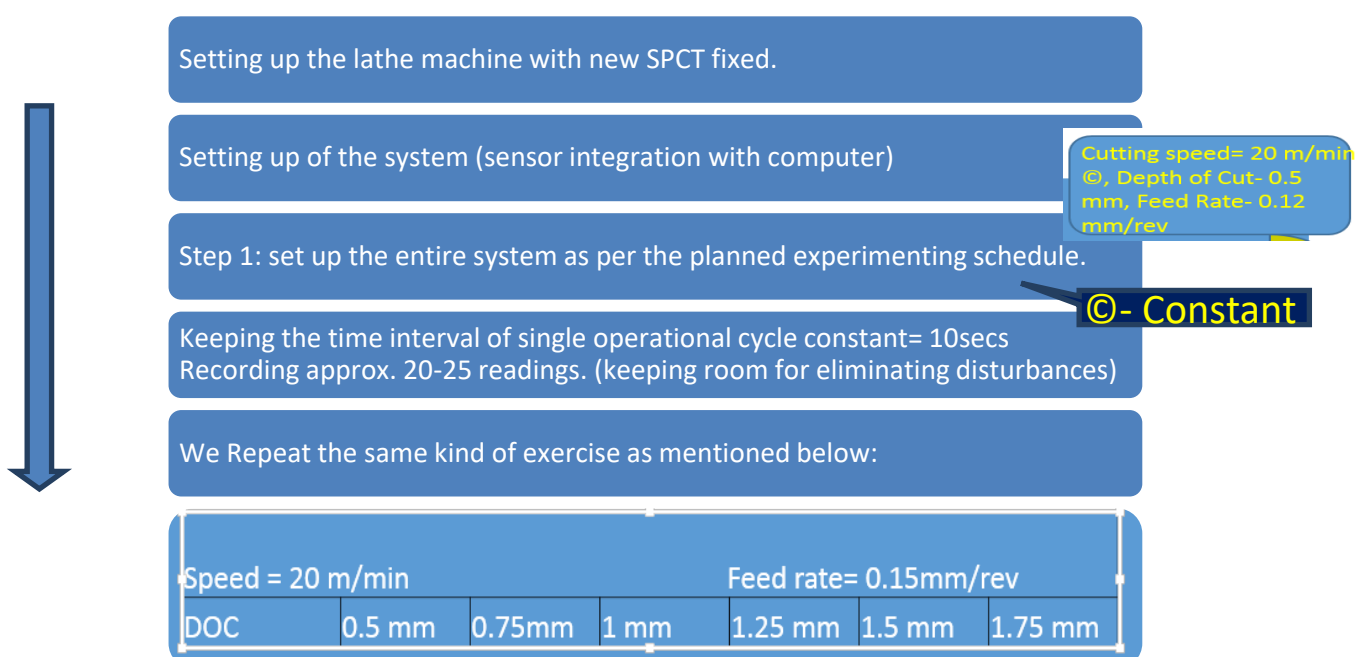 Setting up the lathe machine with new SPCT fixed.
Setting up of the system (sensor integration with computer)
Cutting speed= 20 m/min
©, Depth of Cut- 0.5
mm, Feed Rate- 0.12
mm/rev
Step 1: set up the entire system as per the planned experimenting schedule.
©- Constant
Keeping the time interval of single operational cycle constant= 10secs
Recording approx. 20-25 readings. (keeping room for eliminating disturbances)
We Repeat the same kind of exercise as mentioned below:
Speed = 20 m/min Feed rate= 0.15mm/rev
DOC 0.5 mm 0.75mm 1 mm 1.25 mm 1.5 mm 1.75 mm